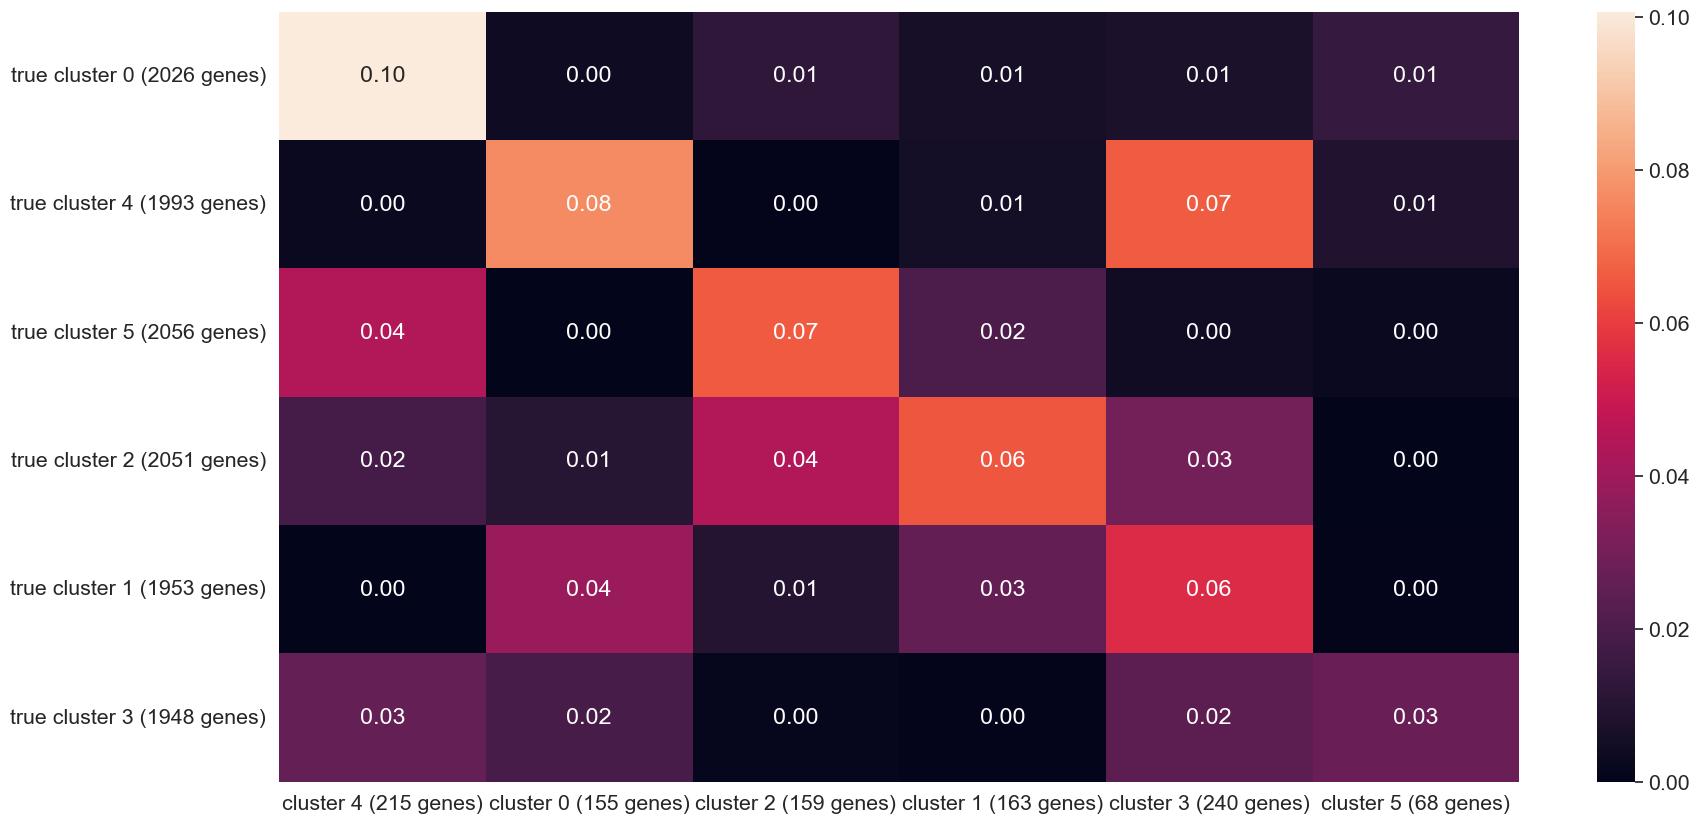 true cluster 0 (2026 genes) 0.10 0.00 0.01 0.01 0.01 0.01
true cluster 4 (1993 genes) 0.00 0.08 0.00 0.01 0.07 0.01
true cluster 5 (2056 genes) 0.04 0.00 0.07 0.02 0.00 0.00
true cluster 2 (2051 genes) 0.02 0.01 0.04 0.06 0.03 0.00
true cluster 1 (1953 genes) 0.00 0.04 0.01 0.03 0.06 0.00
true cluster 3 (1948 genes) 0.03 0.02 0.00 0.00 0.02 0.03
cluster 4 (215 genes) cluster 0 (155 genes) cluster 2 (159 genes) cluster 1 (163 genes) cluster 3 (240 genes) cluster 5 (68 genes)
0.10
0.08
0.06
0.04
0.02
0.00